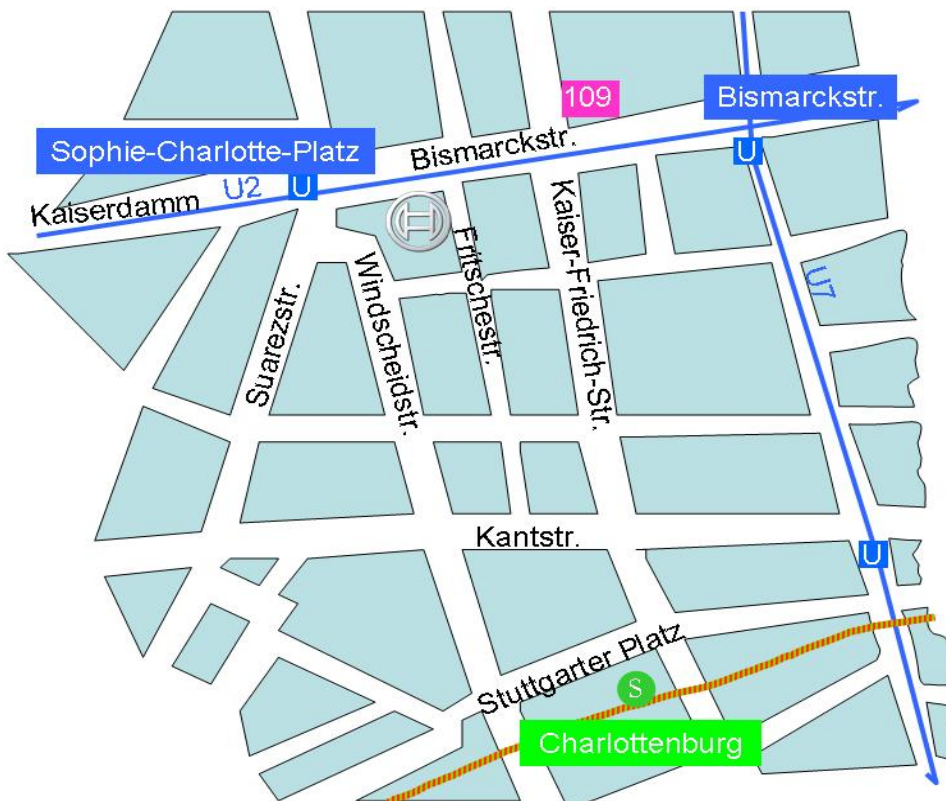 109
Bismarckstr.
Sophie-Charlotte-Platz
Bismarckstr.
U
U2
U
Kaiserdamm
Fritschestr.
Kaiser-Friedrich-Str.
Windscheidstr.
Suarezstr.
U7
Kantstr.
U
Stuttgarter Platz
S
Charlottenburg